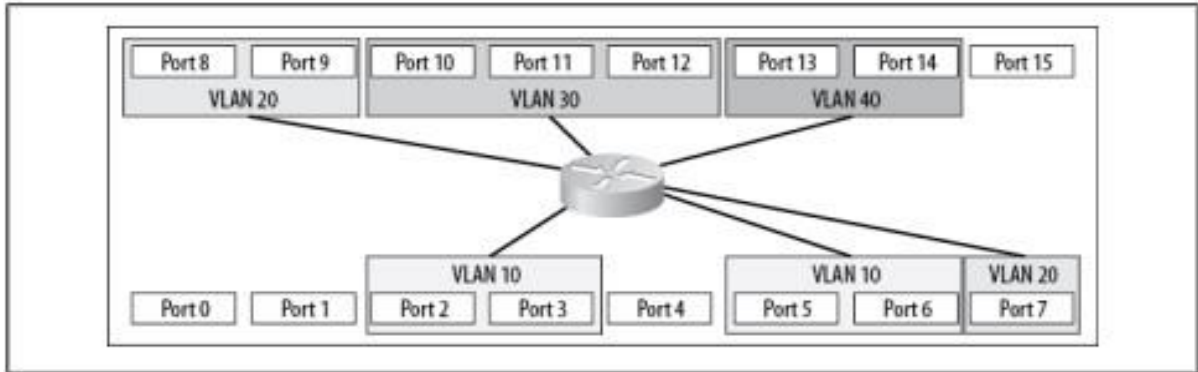 Port 8 Port 9 Port 10 Port 11 Port 12 Port 13 Port 14 Port 15
VLAN 20 VLAN 30 VLAN 40
VLAN 10 VLAN 10 VLAN 20
Port 0 Port 1 Port 2 Port 3 Port 4 Port 5 Port 6 Port 7